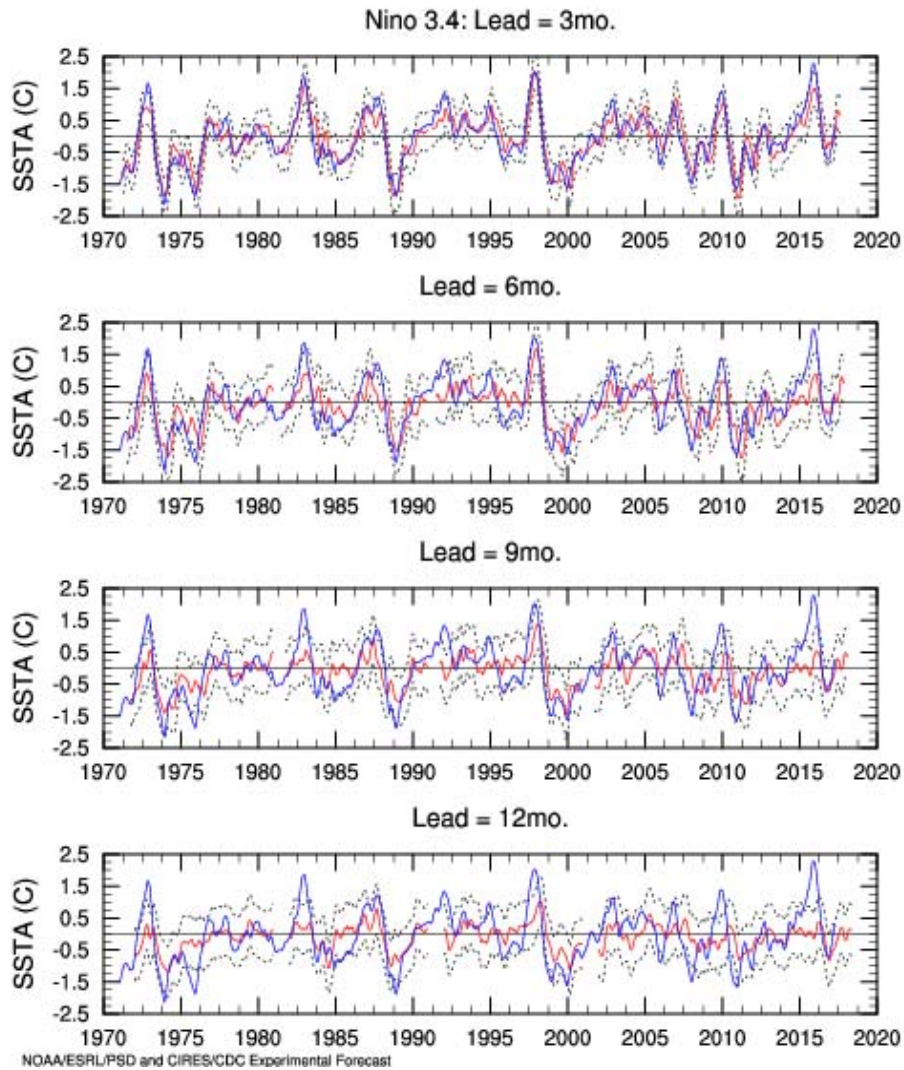 Nino 3.4: Lead = 3mo.
SSTA (C)
2.5
1.5
0.5
-0.5
-1.5
-2.5
1970 1975 1980 1985 1990 1995 2000 2005 2010 2015 2020
Lead = 6mo.
SSTA (C)
2.5
1.5
0.5
-0.5
-1.5
-2.5
1970 1975 1980 1985 1990 1995 2000 2005 2010 2015 2020
Lead = 9mo.
SSTA (C)
2.5
1.5
0.5
-0.5
-1.5
-2.5
1970 1975 1980 1985 1990 1995 2000 2005 2010 2015 2020
Lead = 12mo.
SSTA (C)
2.5
1.5
0.5
-0.5
-1.5
-2.5
1970 1975 1980 1985 1990 1995 2000 2005 2010 2015 2020
NOAA/ESRL/PSD and CIRES/CDC Experimental Forecast